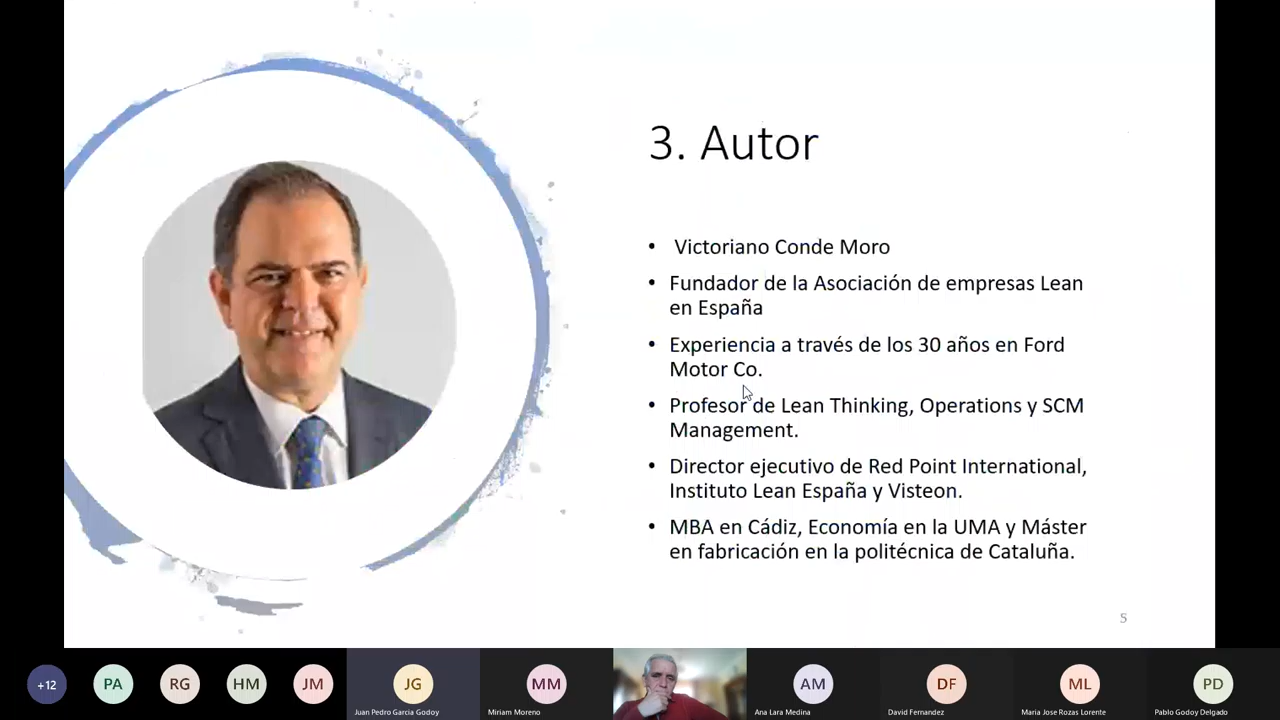 3. Autor
• Victoriano Conde Moro
• Fundador de la Asociación de empresas Lean
en España
• Experiencia a través de los 30 años en Ford
Motor Co.
• Profesor de Lean Thinking, Operations y SCM
Management.
• Director ejecutivo de Red Point International,
Instituto Lean España y Visteon.
• MBA en Cádiz, Economía en la UMA y Máster
en fabricación en la politécnica de Cataluña.
5
+12
PA
RG
HM
JM
JG
Juan Pedro Garcia Godoy
MM
Miriam Moreno
AM
Ana Lara Medina
DF
David Fernandez
ML
Maria Jose Rozas Lorente
PD
Pablo Godoy Delgado